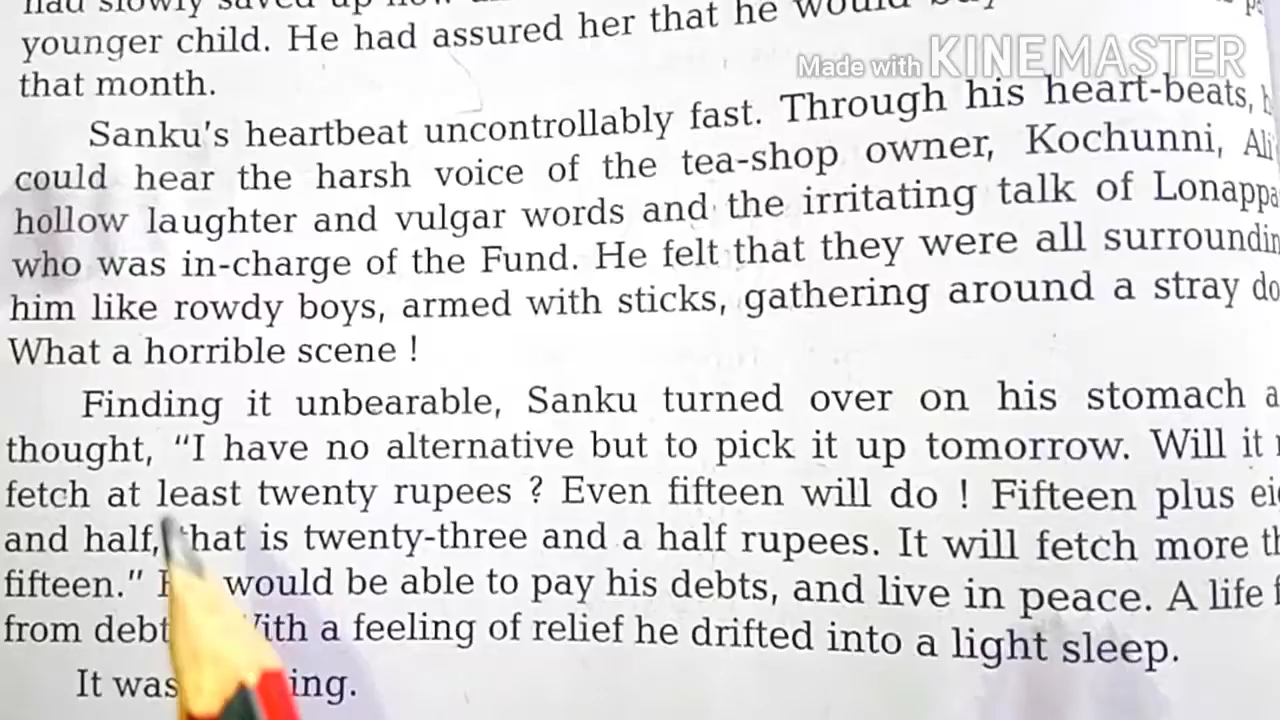 had slowly saved up
younger child. He had assured her that he would
that month.
Made with KINEMASTER
Sanku's heartbeat uncontrollably fast. Through his heart-beats,
could hear the harsh voice of the tea-shop owner, Kochunni,
hollow laughter and vulgar words and the irritating talk of
who was in-charge of the Fund. He felt that they were all
him like rowdy boys, armed with sticks, gathering around a stray
What a horrible scene !
Finding it unbearable, Sanku turned over on his stomach
thought, "I have no alternative but to pick it up tomorrow. Will it
fetch at least twenty rupees ? Even fifteen will do ! Fifteen plus
and half, that is twenty-three and a half rupees. It will fetch more
fifteen." would be able to pay his debts, and live in peace. A life
from a feeling of relief he drifted into a light sleep.
It was